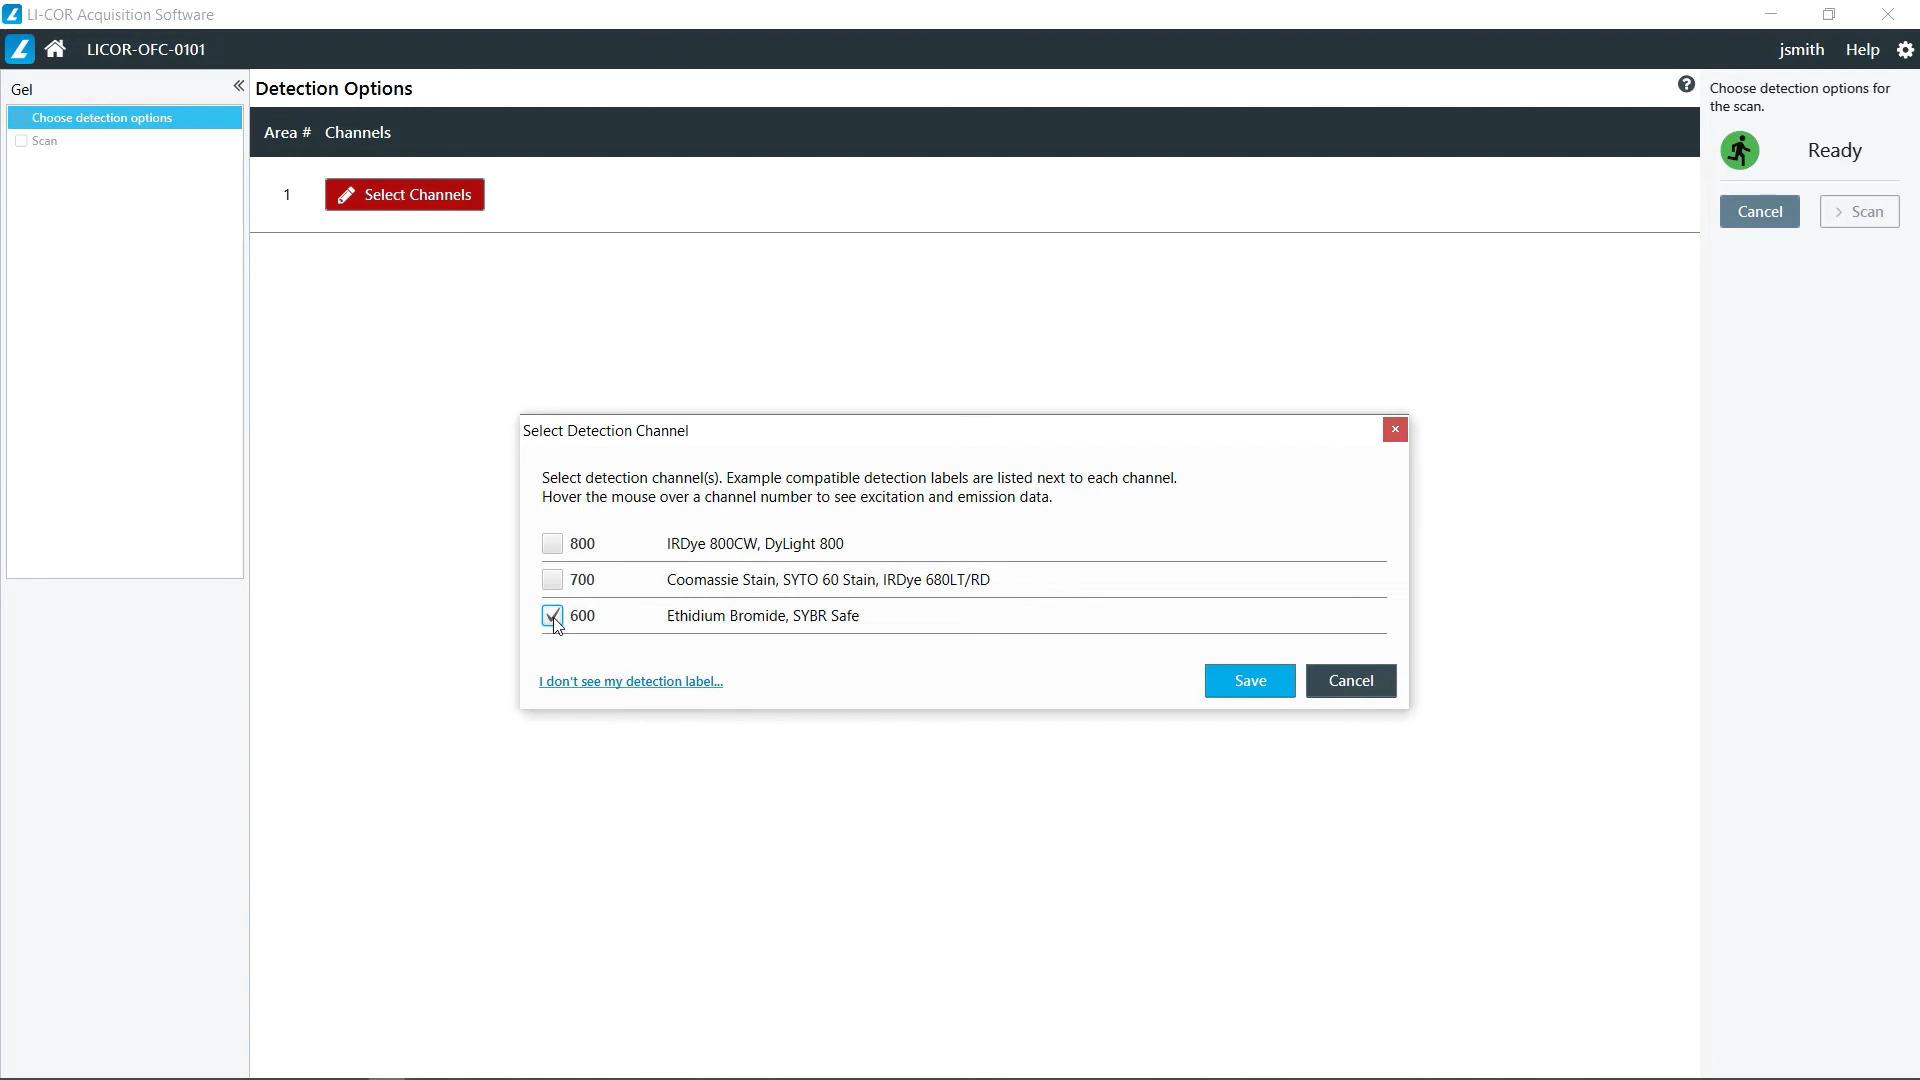 LI-COR Acquisition Software
LICOR-OFC-0101
jsmith Help
Gel
Choose detection options
Scan
Detection Options
Area # Channels
1 Select Channels
Choose detection options for
the scan.
Ready
Cancel > Scan
Select Detection Channel
Select detection channel(s). Example compatible detection labels are listed next to each channel.
Hover the mouse over a channel number to see excitation and emission data.
800 IRDye 800CW, DyLight 800
700 Coomassie Stain, SYTO 60 Stain, IRDye 680LT/RD
600 Ethidium Bromide, SYBR Safe
I don't see my detection label...
Save Cancel